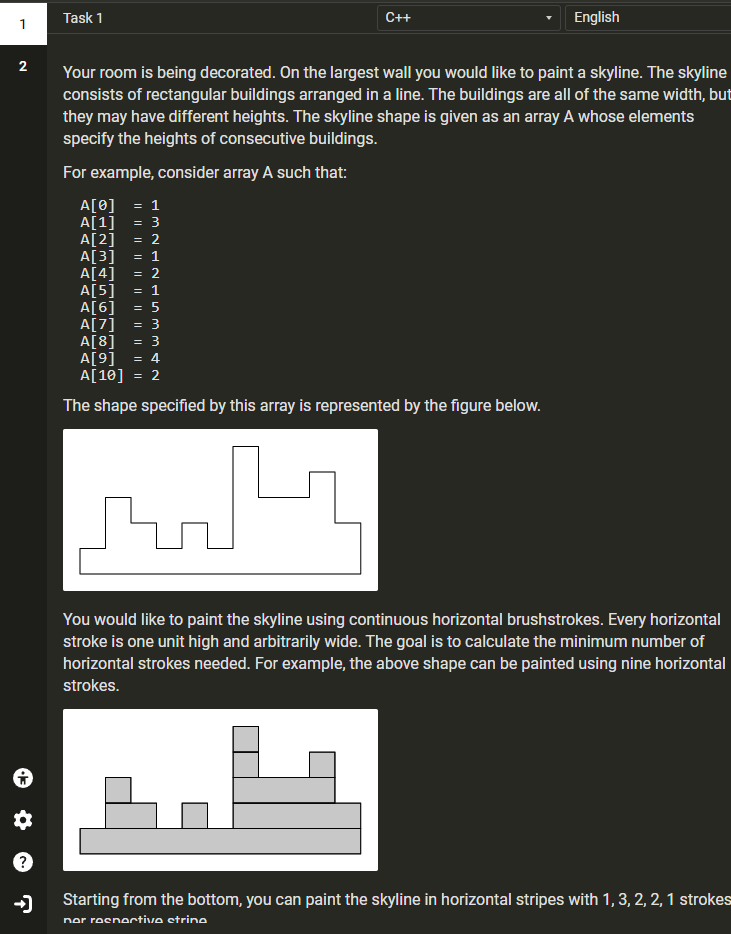 1
Task 1
C++
English
2
Your room is being decorated. On the largest wall you would like to paint a skyline. The skyline
consists of rectangular buildings arranged in a line. The buildings are all of the same width, but
they may have different heights. The skyline shape is given as an array A whose elements
specify the heights of consecutive buildings.
For example, consider array A such that:
A[0] = 1
A[1] = 3
A[2] = 2
A[3] = 1
A[4] = 2
A[5] = 1
A[6] = 5
A[7] = 3
A[8] = 3
A[9] = 4
A[10] = 2
The shape specified by this array is represented by the figure below.
You would like to paint the skyline using continuous horizontal brushstrokes. Every horizontal
stroke is one unit high and arbitrarily wide. The goal is to calculate the minimum number of
horizontal strokes needed. For example, the above shape can be painted using nine horizontal
strokes.
Starting from the bottom, you can paint the skyline in horizontal stripes with 1, 3, 2, 2, 1 strokes
per respective stripe